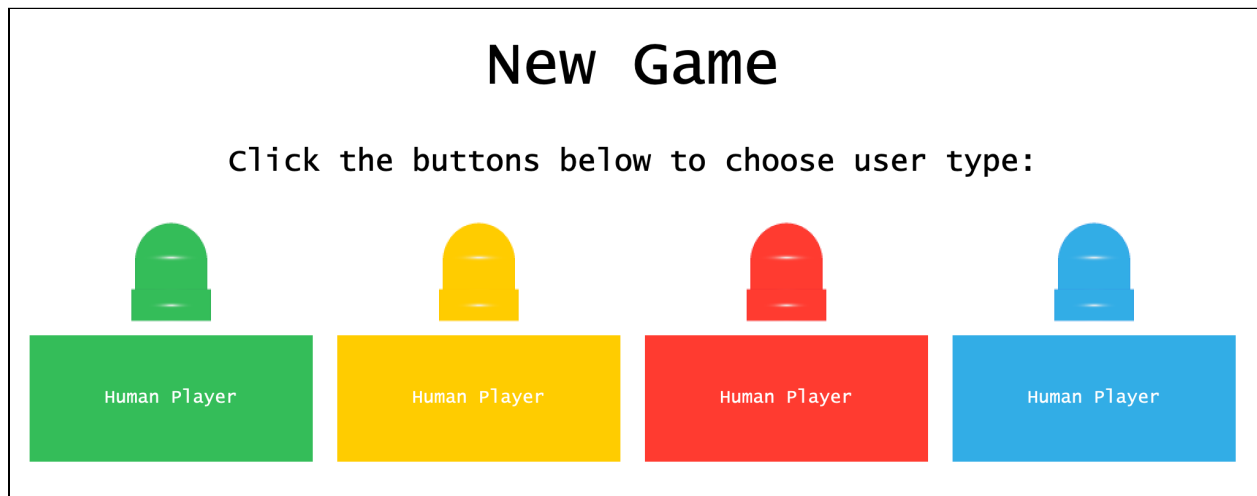 New Game
Click the buttons below to choose user type:
Human Player
Human Player
Human Player
Human Player